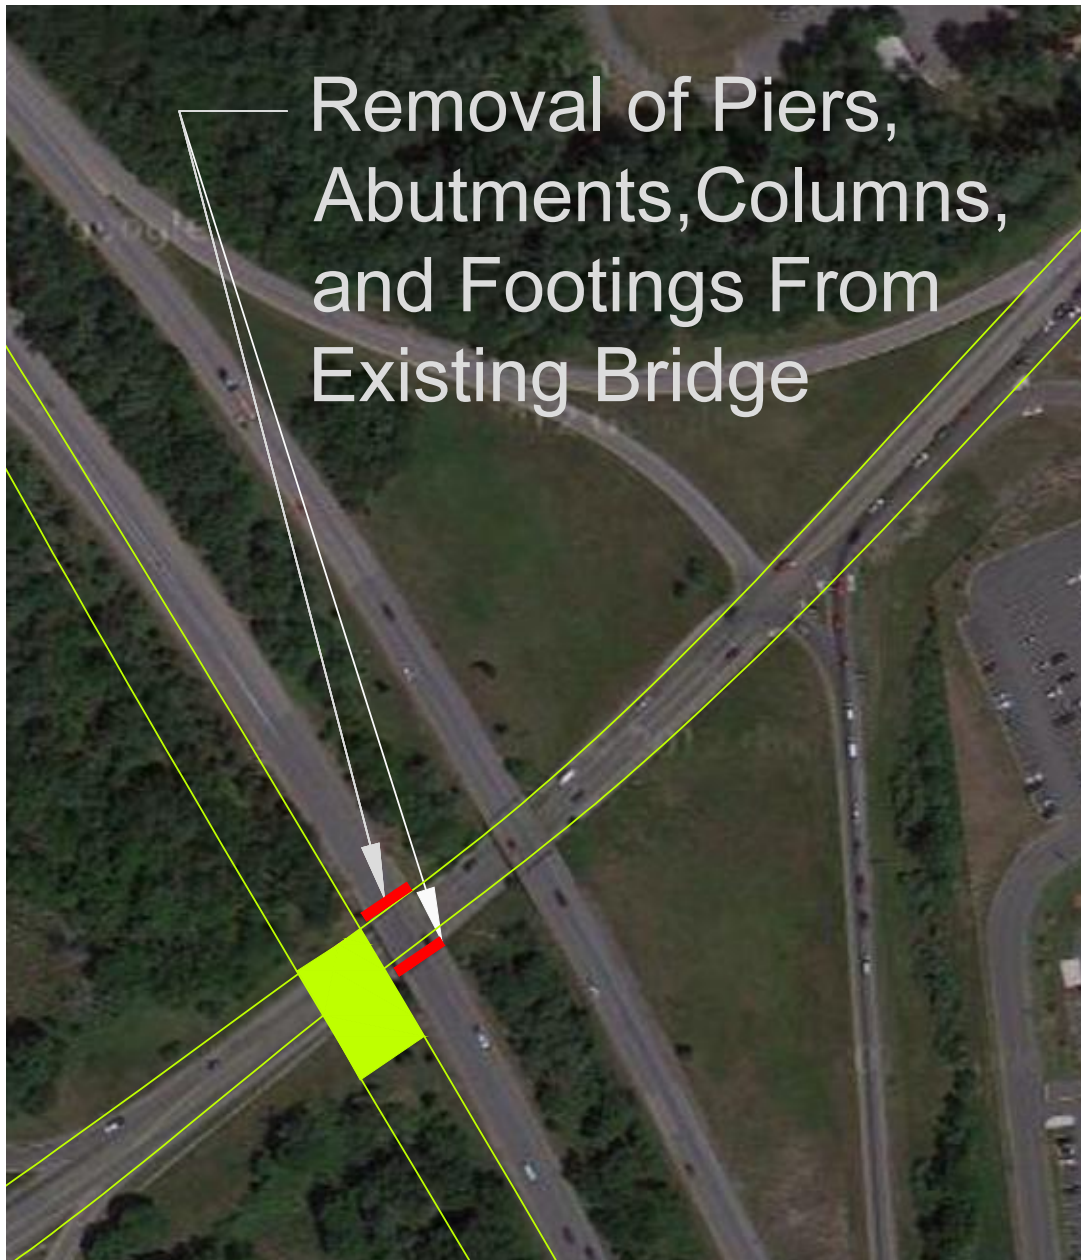 Removal of Piers,
Abutments,Columns,
and Footings From
Existing Bridge